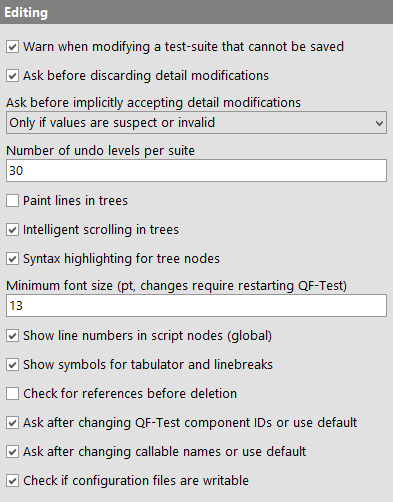 Editing
Warn when modifying a test-suite that cannot be saved
Ask before discarding detail modifications
Ask before implicitly accepting detail modifications
Only if values are suspect or invalid
Number of undo levels per suite
30
Paint lines in trees
Intelligent scrolling in trees
Syntax highlighting for tree nodes
Minimum font size (pt, changes require restarting QF-Test)
13
Show line numbers in script nodes (global)
Show symbols for tabulator and linebreaks
Check for references before deletion
Ask after changing QF-Test component IDs or use default
Ask after changing callable names or use default
Check if configuration files are writable